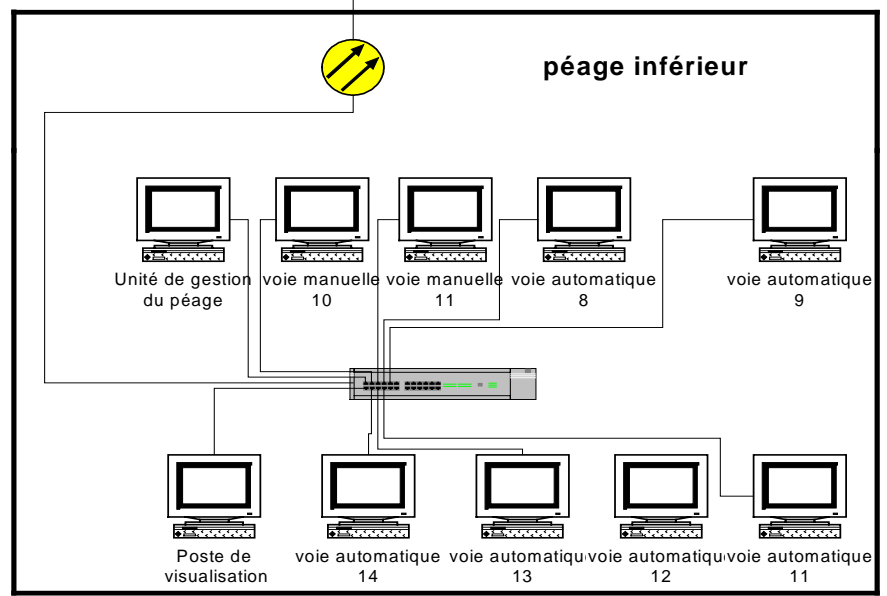 péage inférieur
Unité de gestion
du péage
voie manuelle
10
voie manuelle
11
voie automatique
8
voie automatique
9
Poste de
visualisation
voie automatique
14
voie automatiqu
13
voie automatiqu
12
voie automatique
11